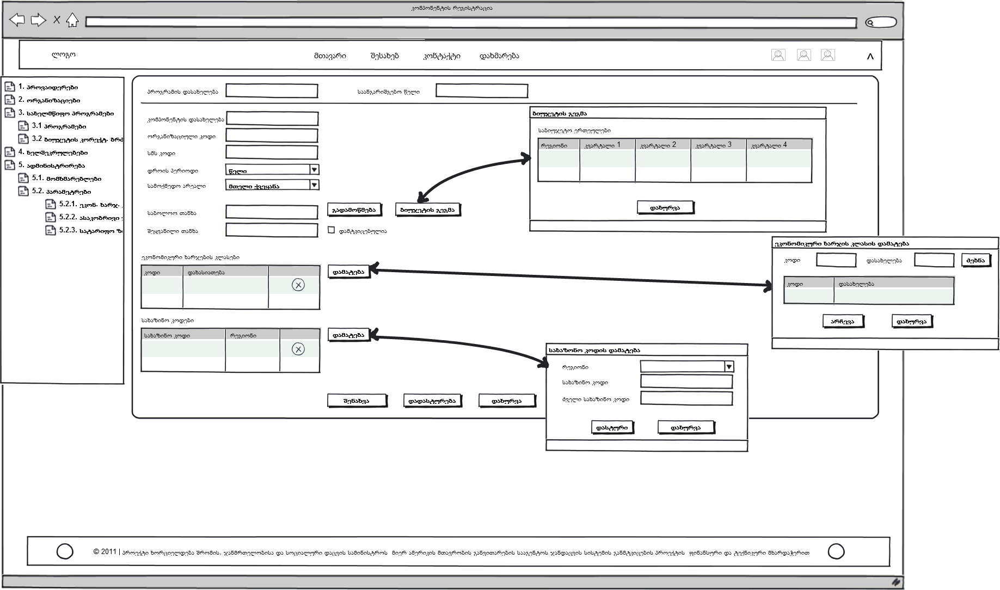 კომპონენტის რეგისტრაცია
ლოგო მთავარი შესახებ კონტაქტი დახმარება
1. პროვაიდერები
2. ორგანიზაციები
3. სახელმწიფო პროგრამები
3.1 პროგრამები
3.2 ბიუჯეტის კორექტ.
4. ხელშეკრულებები
5. ადმინისტრირება
5.1. მომხმარებლები
5.2. პარამეტრები
5.2.1. ეკონ. ხარჯ.
5.2.2. ასაკობრივი
5.2.3. სატარიფო
პროგრამის დასახელება საანგარიშგებო წელი
კომპონენტის დასახელება
ორგანიზაციული კოდი
სმს კოდი
დროის პერიოდი წელი
სამოქმედო არეალი მთელი ქვეყანა
საბოლოო თანხა გადამოწმება ბიუჯეტის გეგმა
შეყვანილი თანხა დამტკიცებულია
ეკონომიკური ხარჯების კლასები
კოდი დახასიათება დამატება
სახაზინო კოდები
სახაზინო კოდი რეგიონი დამატება
შენახვა დადასტურება დახურვა
ბიუჯეტის გეგმა
საბიუჯეტო ერთეულები
რეგიონი კვარტალი 1 კვარტალი 2 კვარტალი 3 კვარტალი 4
დახურვა
ეკონომიკური ხარჯის კლასის დამატება
კოდი დასახელება ძებნა
კოდი დასახელება
არჩევა დახურვა
სახაზონო კოდის დამატება
რეგიონი
სახაზინო კოდი
ძველი სახაზინო კოდი
დასტური დახურვა
© 2011 | პროექტი ხორციელდება შრომის, ჯანმრთელობისა და სოციალური დაცვის სამინისტროს მიერ ამერიკის მთავრობის განვითარების სააგენტოს ჯანდაცვის სისტემის განმტკიცების პროექტის ფინანსური და ტექნიკური მხარდაჭერით